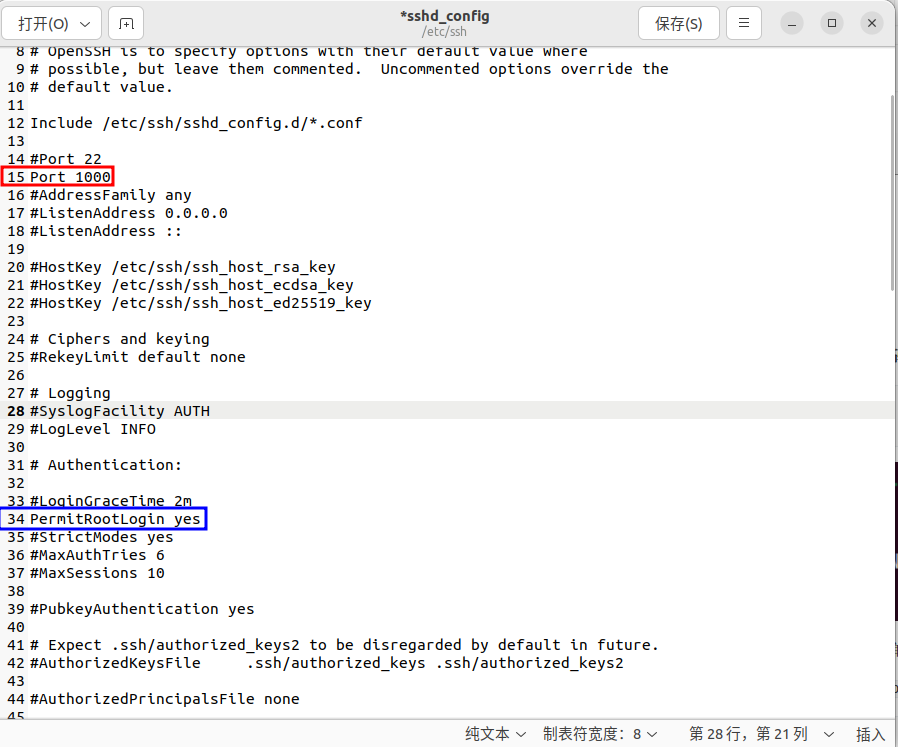 打开(O)
*sshd_config
/etc/ssh
保存(S)
8 # OpenSSH is to specify options with their default value where
9 # possible, but leave them commented.  Uncommented options override the
10 # default value.
11
12 Include /etc/ssh/sshd_config.d/*.conf
13
14 #Port 22
15 Port 1000
16 #AddressFamily any
17 #ListenAddress 0.0.0.0
18 #ListenAddress ::
19
20 #HostKey /etc/ssh/ssh_host_rsa_key
21 #HostKey /etc/ssh/ssh_host_ecdsa_key
22 #HostKey /etc/ssh/ssh_host_ed25519_key
23
24 # Ciphers and keying
25 #RekeyLimit default none
26
27 # Logging
28 #SyslogFacility AUTH
29 #LogLevel INFO
30
31 # Authentication:
32
33 #LoginGraceTime 2m
34 PermitRootLogin yes
35 #StrictModes yes
36 #MaxAuthTries 6
37 #MaxSessions 10
38
39 #PubkeyAuthentication yes
40
41 # Expect .ssh/authorized_keys2 to be disregarded by default in future.
42 #AuthorizedKeysFile     .ssh/authorized_keys .ssh/authorized_keys2
43
44 #AuthorizedPrincipalsFile none
45
纯文本 制表符宽度：8 第 28 行，第 21 列 插入